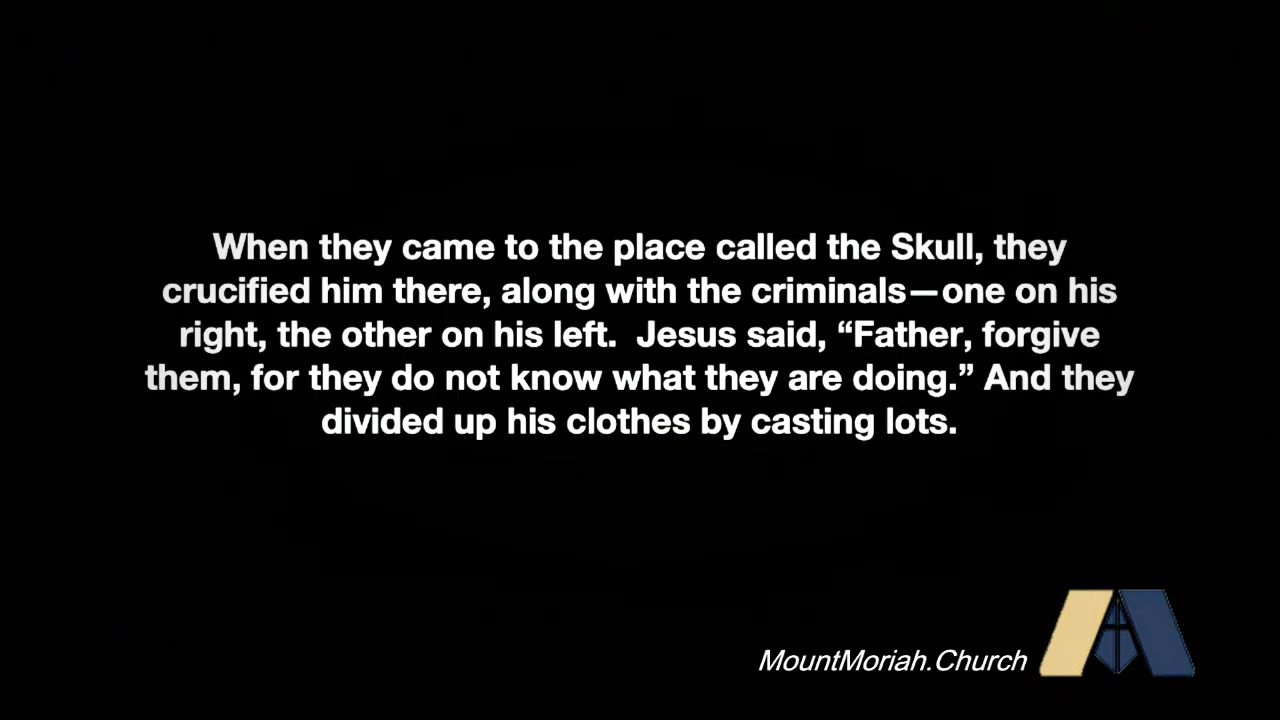 When they came to the place called the Skull, they
crucified him there, along with the criminals—one on his
right, the other on his left.  Jesus said, “Father, forgive
them, for they do not know what they are doing.” And they
divided up his clothes by casting lots.
MountMoriah.Church